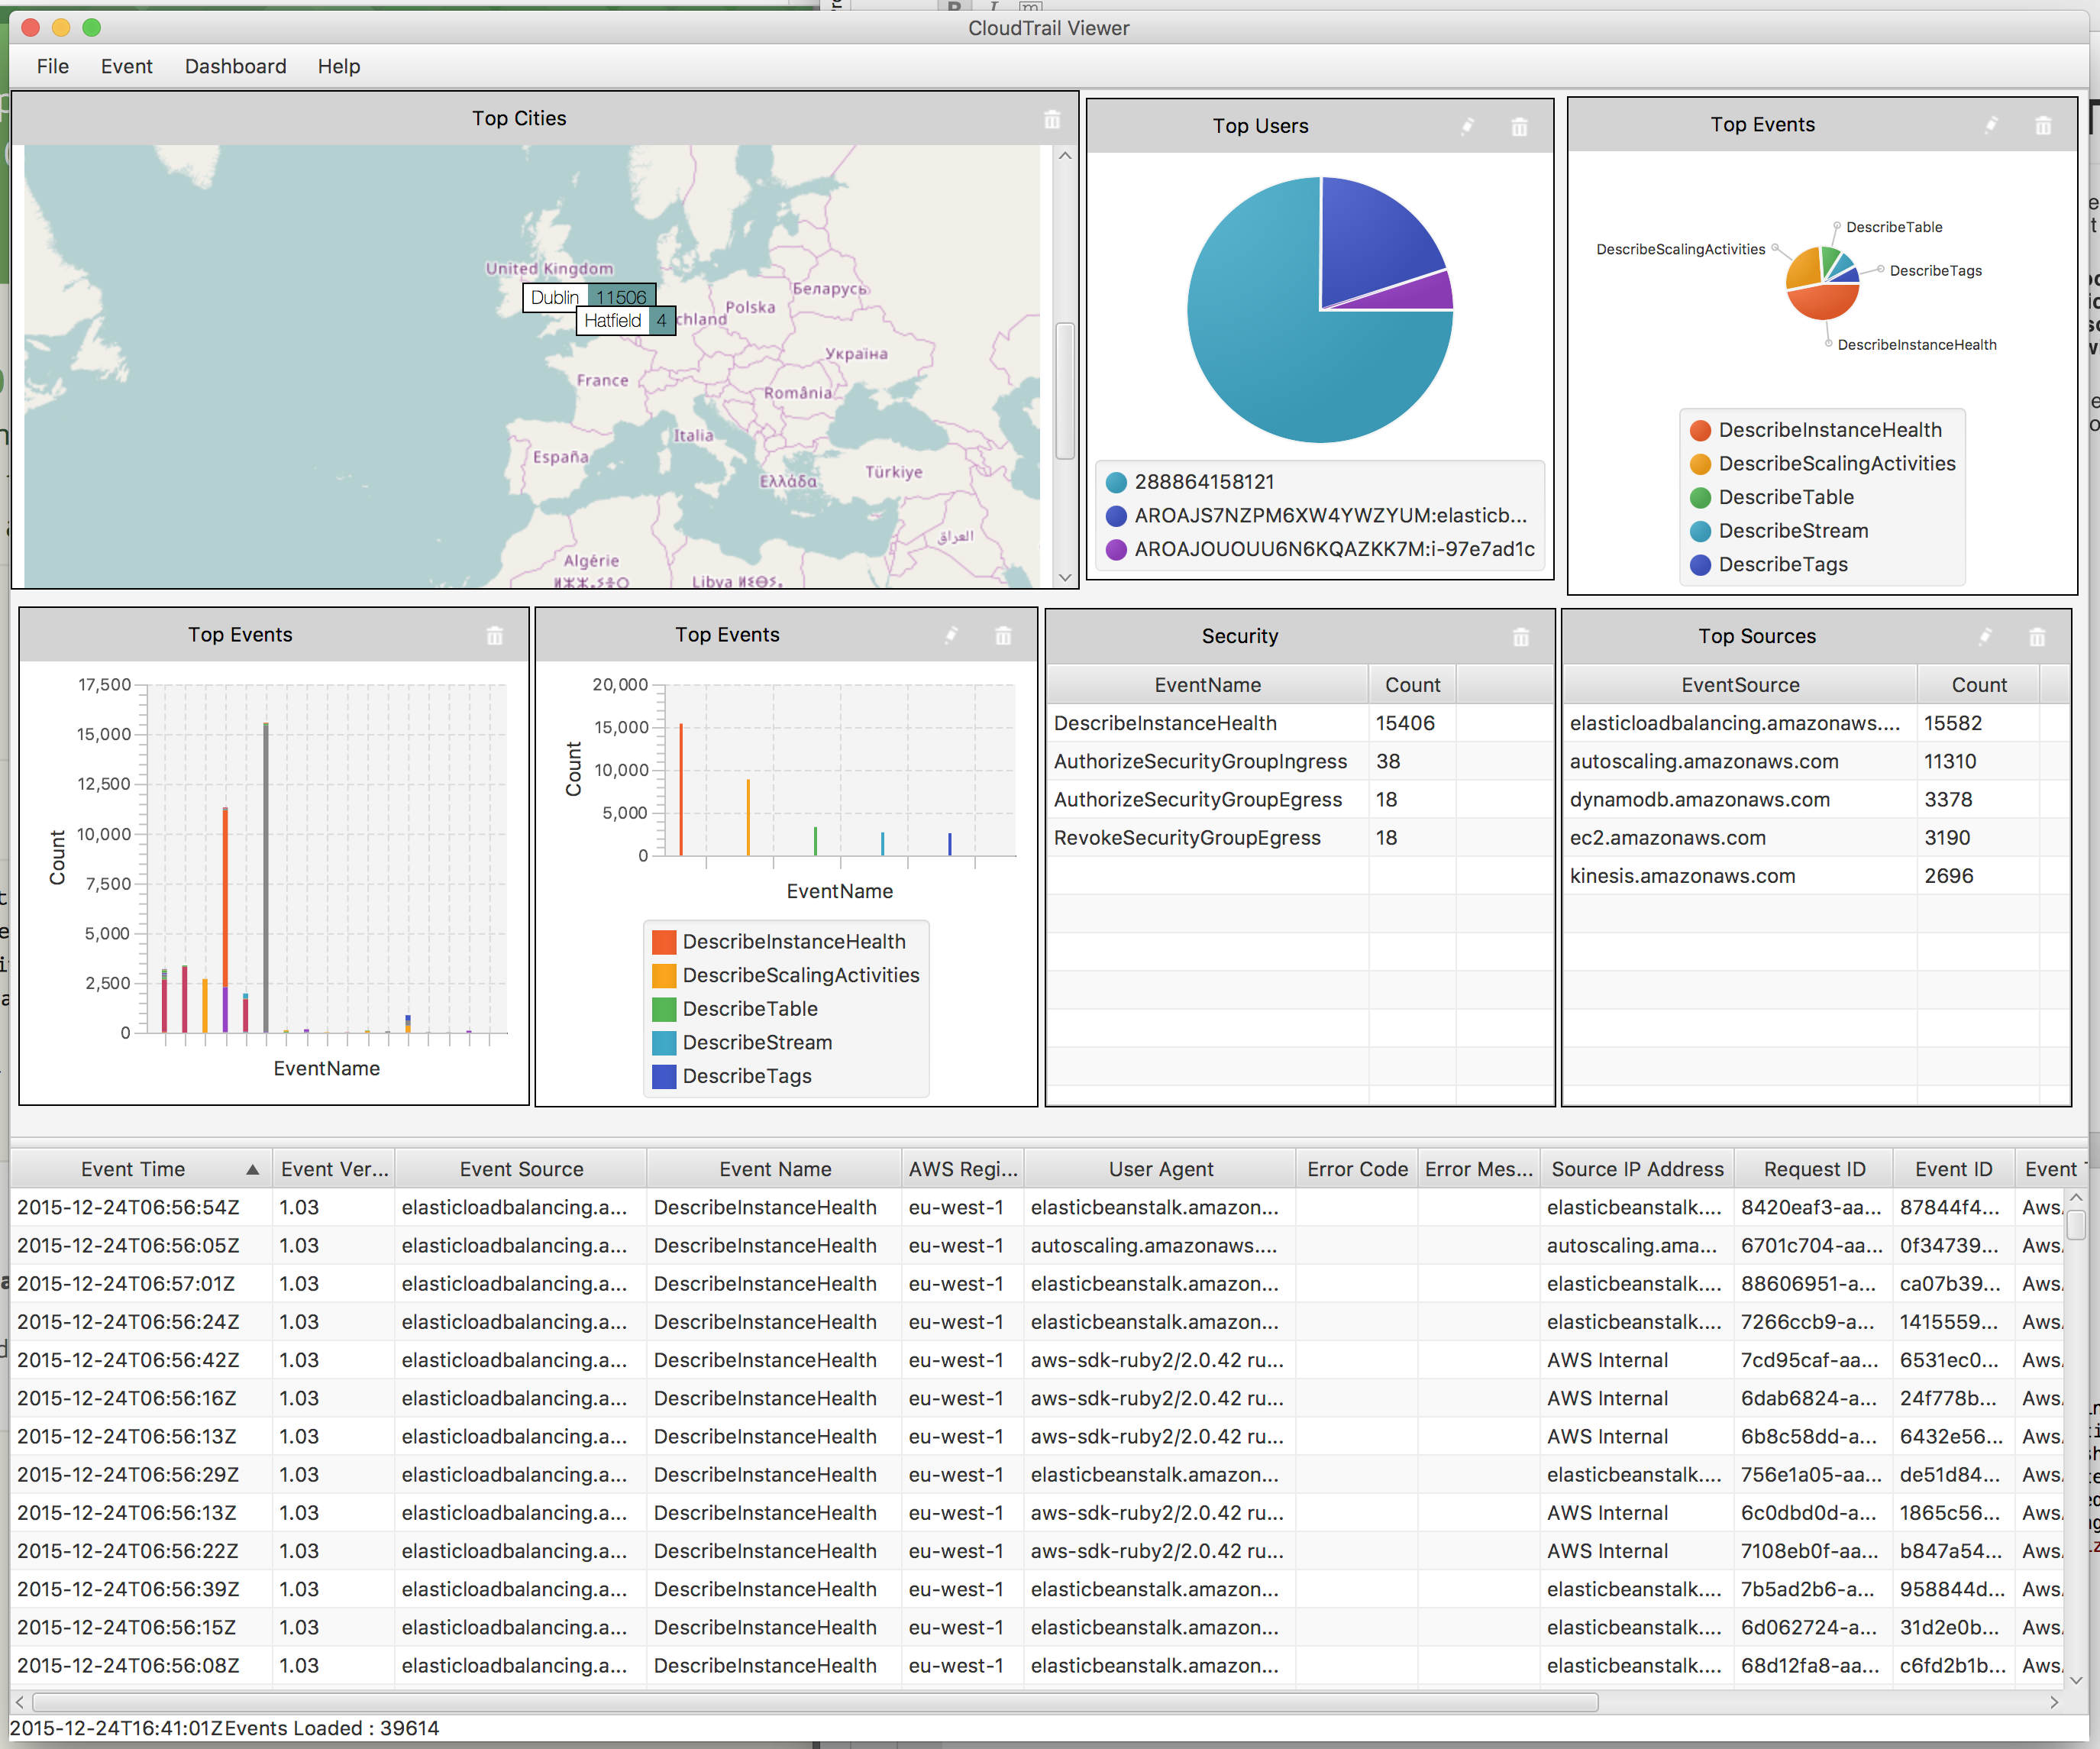 CloudTrail Viewer
File Event Dashboard Help
Top Cities
United Kingdom
Dublin 11506
Hatfield 4
chland
Polska
Беларусь
Україна
France
România
Italia
España
Ελλάδα
Türkiye
العراق
Algérie
Libya
Top Users
288864158121
AROAJS7NZPM6XW4YWZYUM:elasticb...
AROAJOUOUU6N6KQAZKK7M:i-97e7ad1c
Top Events
DescribeTable
DescribeScalingActivities
DescribeTags
DescribeInstanceHealth
DescribeInstanceHealth
DescribeScalingActivities
DescribeTable
DescribeStream
DescribeTags
Top Events
17,500
15,000
12,500
10,000
7,500
5,000
2,500
0
Count
EventName
Top Events
20,000
15,000
10,000
5,000
0
Count
EventName
DescribeInstanceHealth
DescribeScalingActivities
DescribeTable
DescribeStream
DescribeTags
Security
EventName Count
DescribeInstanceHealth 15406
AuthorizeSecurityGroupIngress 38
AuthorizeSecurityGroupEgress 18
RevokeSecurityGroupEgress 18
Top Sources
EventSource Count
elasticloadbalancing.amazonaws.... 15582
autoscaling.amazonaws.com 11310
dynamodb.amazonaws.com 3378
ec2.amazonaws.com 3190
kinesis.amazonaws.com 2696
Event Time Event Ver... Event Source Event Name AWS Regi... User Agent Error Code Error Mes... Source IP Address Request ID Event ID Event
2015-12-24T06:56:54Z 1.03 elasticloadbalancing.a... DescribeInstanceHealth eu-west-1 elasticbeanstalk.amazon... elasticbeanstalk.... 8420eaf3-aa... 87844f4... Aws
2015-12-24T06:56:05Z 1.03 elasticloadbalancing.a... DescribeInstanceHealth eu-west-1 autoscaling.amazonaws.... autoscaling.ama... 6701c704-aa... 0f34739... Aws
2015-12-24T06:57:01Z 1.03 elasticloadbalancing.a... DescribeInstanceHealth eu-west-1 elasticbeanstalk.amazon... elasticbeanstalk.... 88606951-a... ca07b39... Aws
2015-12-24T06:56:24Z 1.03 elasticloadbalancing.a... DescribeInstanceHealth eu-west-1 elasticbeanstalk.amazon... elasticbeanstalk.... 7266ccb9-a... 1415559... Aws
2015-12-24T06:56:42Z 1.03 elasticloadbalancing.a... DescribeInstanceHealth eu-west-1 aws-sdk-ruby2/2.0.42 ru... AWS Internal 7cd95caf-aa... 6531ec0... Aws
2015-12-24T06:56:16Z 1.03 elasticloadbalancing.a... DescribeInstanceHealth eu-west-1 aws-sdk-ruby2/2.0.42 ru... AWS Internal 6dab6824-a... 24f778b... Aws
2015-12-24T06:56:13Z 1.03 elasticloadbalancing.a... DescribeInstanceHealth eu-west-1 aws-sdk-ruby2/2.0.42 ru... AWS Internal 6b8c58dd-a... 6432e56... Aws
2015-12-24T06:56:29Z 1.03 elasticloadbalancing.a... DescribeInstanceHealth eu-west-1 elasticbeanstalk.amazon... elasticbeanstalk.... 756e1a05-aa... de51d84... Aws
2015-12-24T06:56:13Z 1.03 elasticloadbalancing.a... DescribeInstanceHealth eu-west-1 aws-sdk-ruby2/2.0.42 ru... AWS Internal 6c0dbd0d-a... 1865c56... Aws
2015-12-24T06:56:22Z 1.03 elasticloadbalancing.a... DescribeInstanceHealth eu-west-1 aws-sdk-ruby2/2.0.42 ru... AWS Internal 7108eb0f-aa... b847a54... Aws
2015-12-24T06:56:39Z 1.03 elasticloadbalancing.a... DescribeInstanceHealth eu-west-1 elasticbeanstalk.amazon... elasticbeanstalk.... 7b5ad2b6-a... 958844d... Aws
2015-12-24T06:56:15Z 1.03 elasticloadbalancing.a... DescribeInstanceHealth eu-west-1 elasticbeanstalk.amazon... elasticbeanstalk.... 6d062724-a... 31d2e0b... Aws
2015-12-24T06:56:08Z 1.03 elasticloadbalancing.a... DescribeInstanceHealth eu-west-1 elasticbeanstalk.amazon... elasticbeanstalk.... 68d12fa8-aa... c6fd2b1b... Aws
2015-12-24T16:41:01ZEvents Loaded : 39614